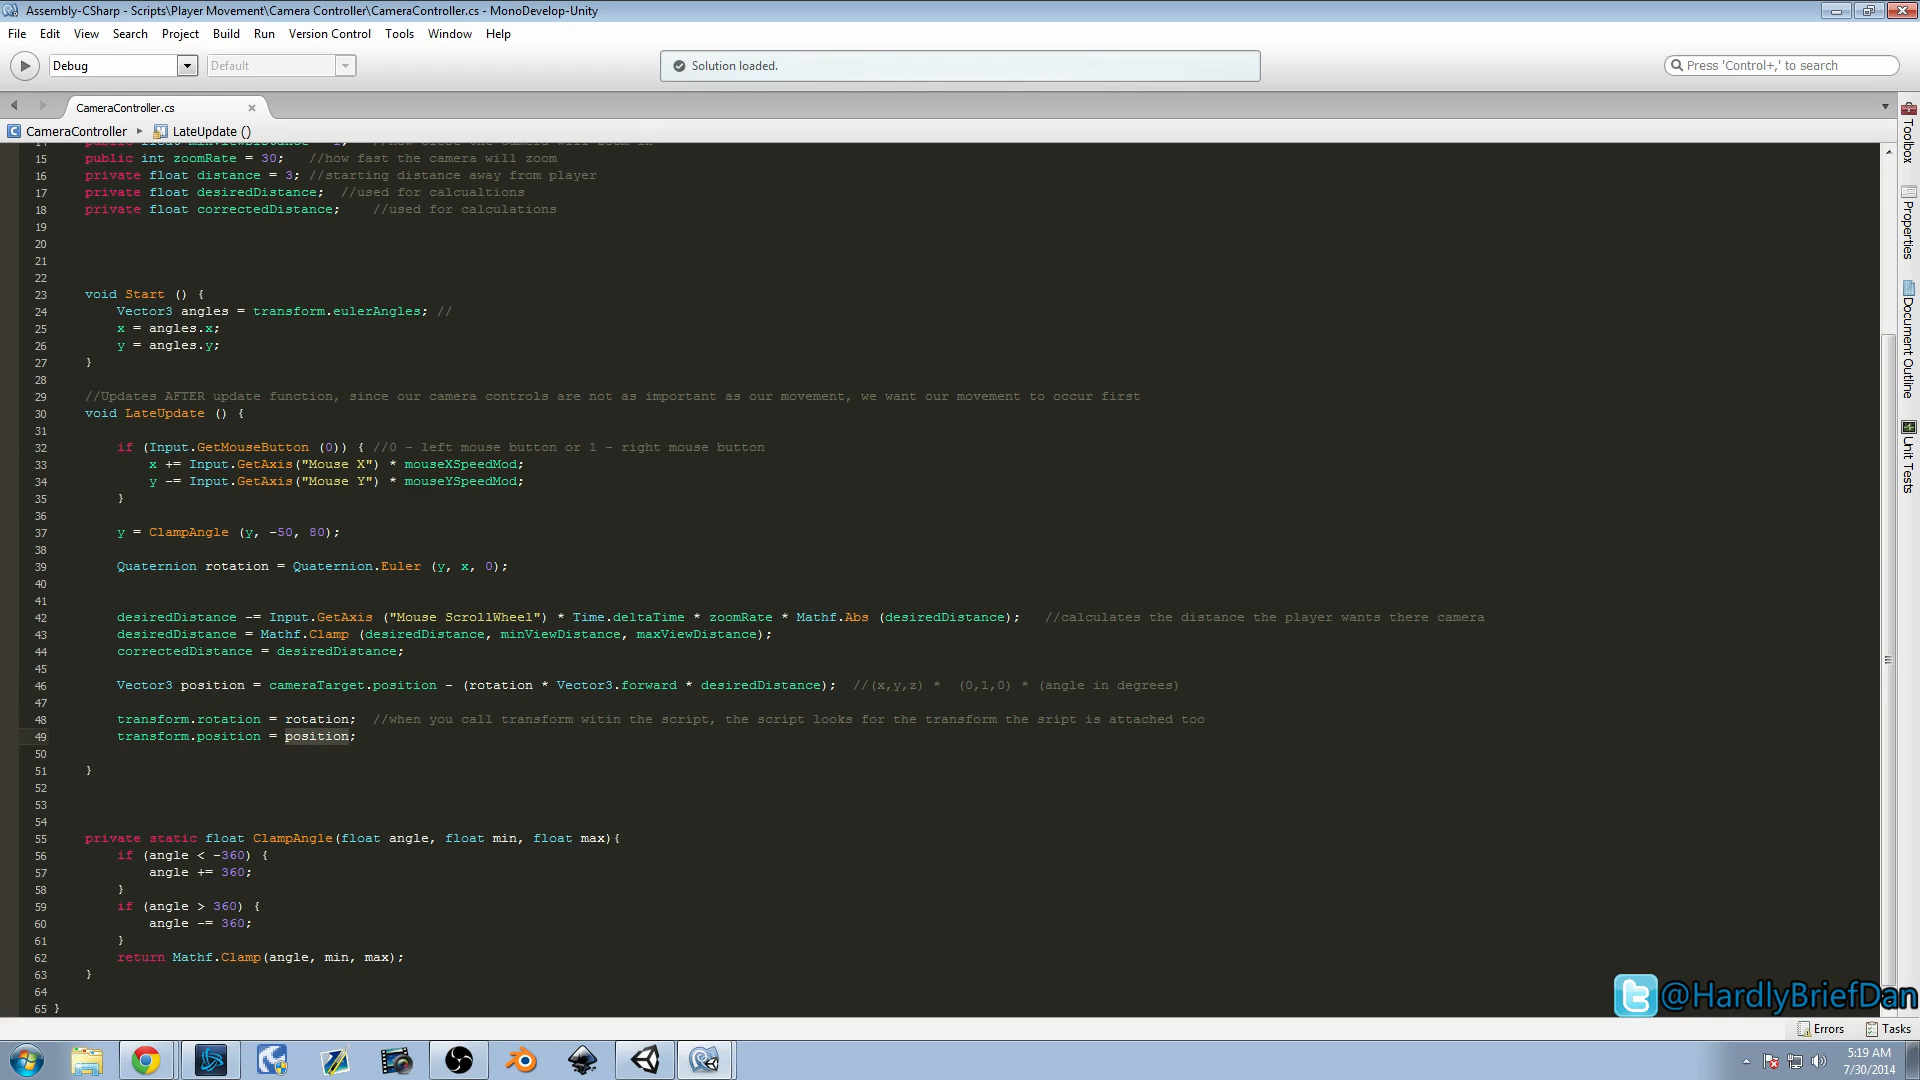 Assembly-CSharp - Scripts\Player Movement\Camera Controller\CameraController.cs - MonoDevelop-Unity
File Edit View Search Project Build Run Version Control Tools Window Help
Debug Default Solution loaded. Press 'Control+,' to search
CameraController.cs
CameraController LateUpdate ()
15 public int zoomRate = 30; //how fast the camera will zoom
16 private float distance = 3; //starting distance away from player
17 private float desiredDistance; //used for calcualtions
18 private float correctedDistance; //used for calculations
19
20
21
22
23 void Start () {
24 Vector3 angles = transform.eulerAngles; //
25 x = angles.x;
26 y = angles.y;
27 }
28
29 //Updates AFTER update function, since our camera controls are not as important as our movement, we want our movement to occur first
30 void LateUpdate () {
31
32 if (Input.GetMouseButton (0)) { //0 - left mouse button or 1 - right mouse button
33 x += Input.GetAxis("Mouse X") * mouseXSpeedMod;
34 y -= Input.GetAxis("Mouse Y") * mouseYSpeedMod;
35 }
36
37 y = ClampAngle (y, -50, 80);
38
39 Quaternion rotation = Quaternion.Euler (y, x, 0);
40
41
42 desiredDistance -= Input.GetAxis ("Mouse ScrollWheel") * Time.deltaTime * zoomRate * Mathf.Abs (desiredDistance); //calculates the distance the player wants there camera
43 desiredDistance = Mathf.Clamp (desiredDistance, minViewDistance, maxViewDistance);
44 correctedDistance = desiredDistance;
45
46 Vector3 position = cameraTarget.position - (rotation * Vector3.forward * desiredDistance); //(x,y,z) * (0,1,0) * (angle in degrees)
47
48 transform.rotation = rotation; //when you call transform witin the script, the script looks for the transform the sript is attached too
49 transform.position = position;
50
51 }
52
53
54
55 private static float ClampAngle(float angle, float min, float max){
56 if (angle < -360) {
57 angle += 360;
58 }
59 if (angle > 360) {
60 angle -= 360;
61 }
62 return Mathf.Clamp(angle, min, max);
63 }
64
65 }
Toolbox
Properties
Document Outline
Unit Tests
@HardlyBriefDan
Errors Tasks
5:19 AM
7/30/2014